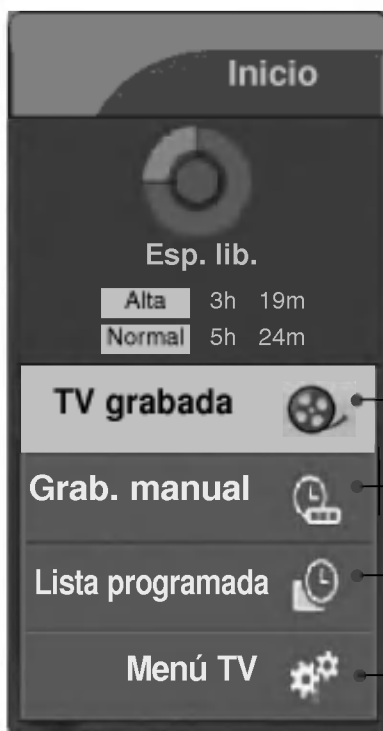 Inicio
Esp. lib.
Alta 3h 19m
Normal 5h 24m
TV grabada
Grab. manual
Lista programada
Menú TV